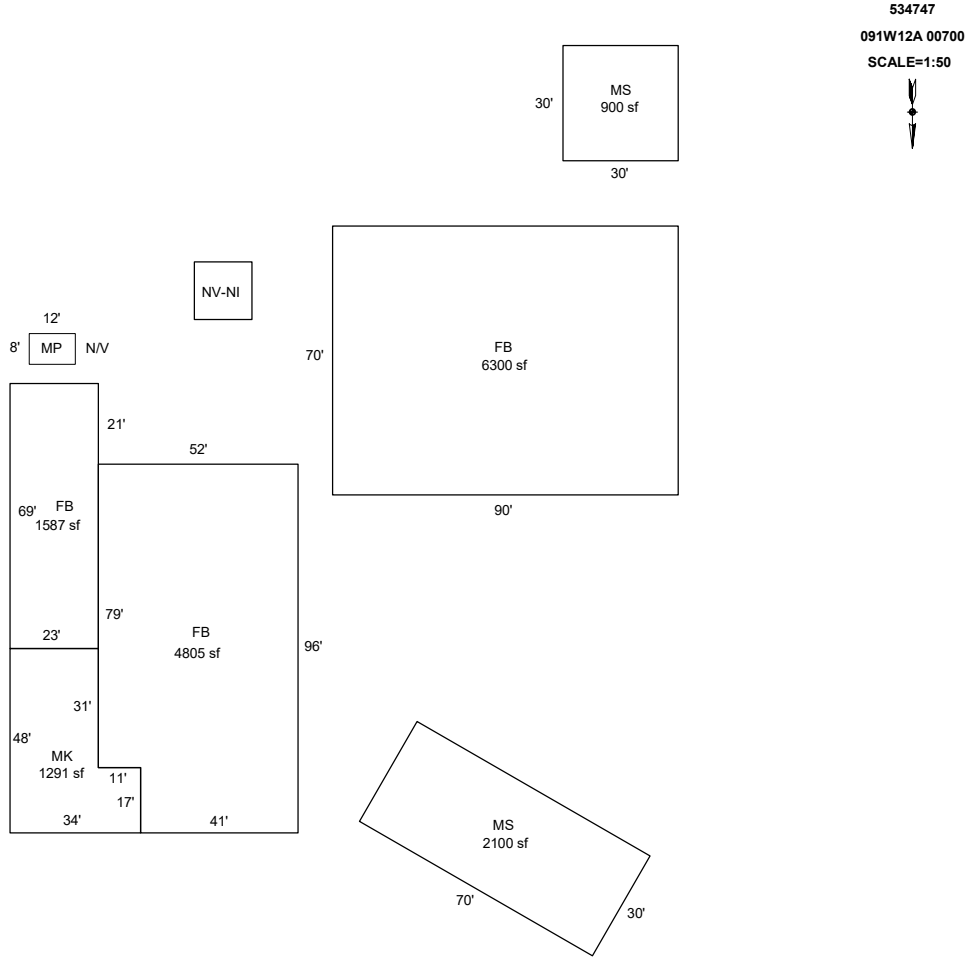 534747
091W12A 00700
SCALE=1:50
MS
900 sf
30'
30'
NV-NI
12'
8'
MP
N/V
70'
FB
6300 sf
90'
21'
52'
69'
FB
1587 sf
23'
79'
FB
4805 sf
96'
31'
48'
MK
1291 sf
11'
17'
34'
41'
MS
2100 sf
70'
30'